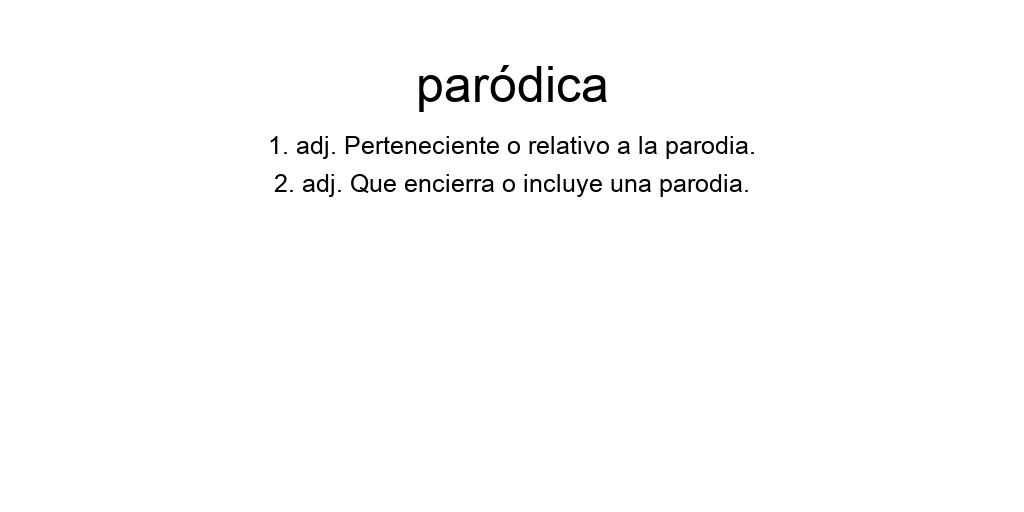 paródica
1. adj. Perteneciente o relativo a la parodia.
2. adj. Que encierra o incluye una parodia.